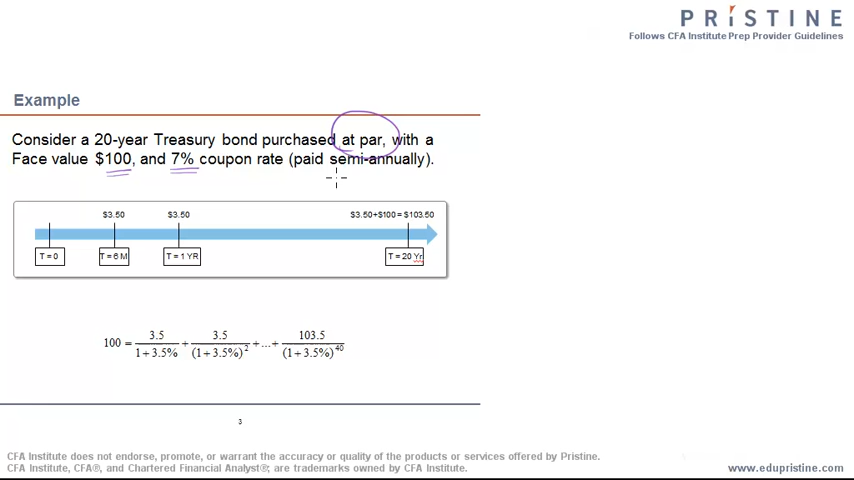 PRISTINE
Follows CFA Institute Prep Provider Guidelines
Example
Consider a 20-year Treasury bond purchased at par, with a
Face value $100, and 7% coupon rate (paid semi-annually).
$3.50 $3.50 $3.50+$100 = $103.50
T = 0 T = 6 M T = 1 YR T = 20 Yr
100 = 3.5/(1+3.5%) + 3.5/(1+3.5%)^2 + ... + 103.5/(1+3.5%)^40
3
CFA Institute does not endorse, promote, or warrant the accuracy or quality of the products or services offered by Pristine.
CFA Institute, CFA®, and Chartered Financial Analyst®; are trademarks owned by CFA Institute.
www.edupristine.com